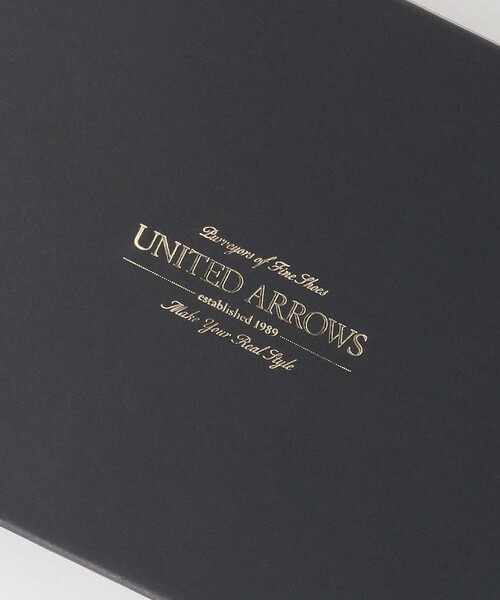 Purveyors of Fine Shoes
UNITED ARROWS
established 1989
Make Your Real Style